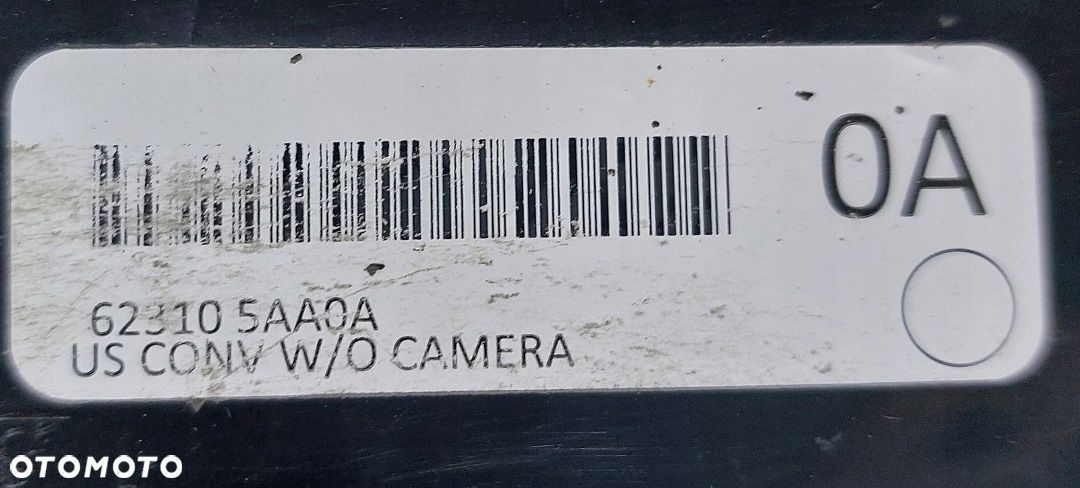 0A
62310 5AA0A
US CONV W/O CAMERA
OTOMOTO